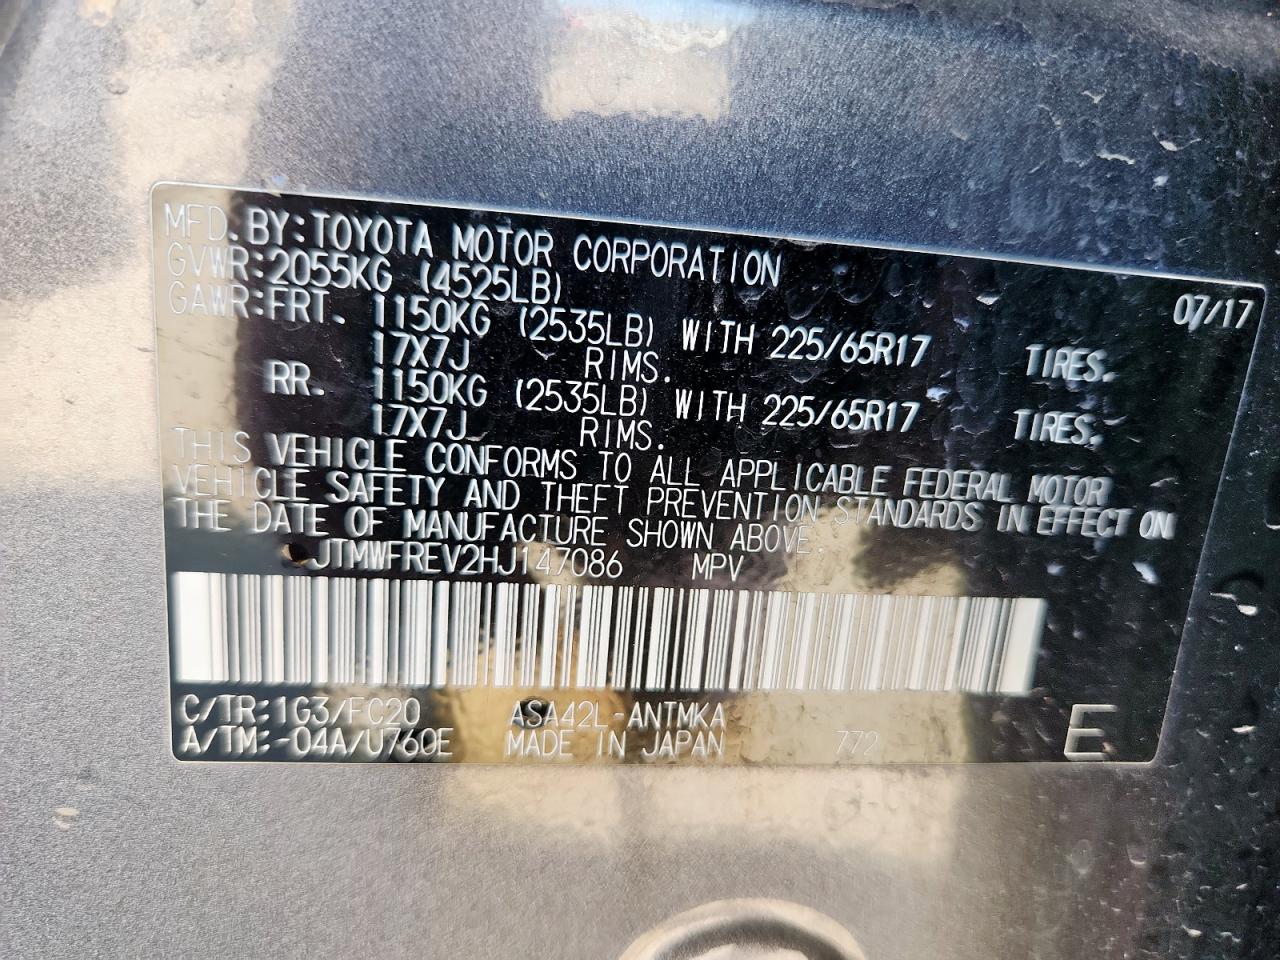 MFD. BY: TOYOTA MOTOR CORPORATION 07/17
GVWR:2055KG (4525LB)
GAWR:FRT. 1150KG (2535LB) WITH 225/65R17 TIRES.
17X7J RIMS.
RR. 1150KG (2535LB) WITH 225/65R17 TIRES.
17X7J RIMS.
THIS VEHICLE CONFORMS TO ALL APPLICABLE FEDERAL MOTOR
VEHICLE SAFETY AND THEFT PREVENTION STANDARDS IN EFFECT ON
THE DATE OF MANUFACTURE SHOWN ABOVE.
JTMWFREV2HJ147086 MPV
C/TR:1G3/FC20 ASA42L-ANTMKA
A/TM:-04A/U760E MADE IN JAPAN 772 E